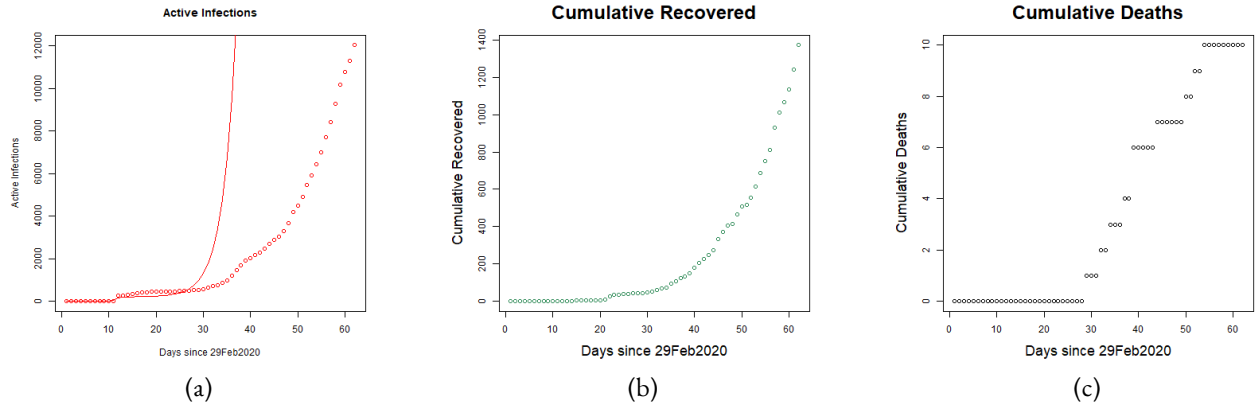 Active Infections
Active Infections
0 2000 4000 6000 8000 10000 12000
0 10 20 30 40 50 60
Days since 29Feb2020
(a)
Cumulative Recovered
Cumulative Recovered
0 200 400 600 800 1000 1200 1400
0 10 20 30 40 50 60
Days since 29Feb2020
(b)
Cumulative Deaths
Cumulative Deaths
0 2 4 6 8 10
0 10 20 30 40 50 60
Days since 29Feb2020
(c)